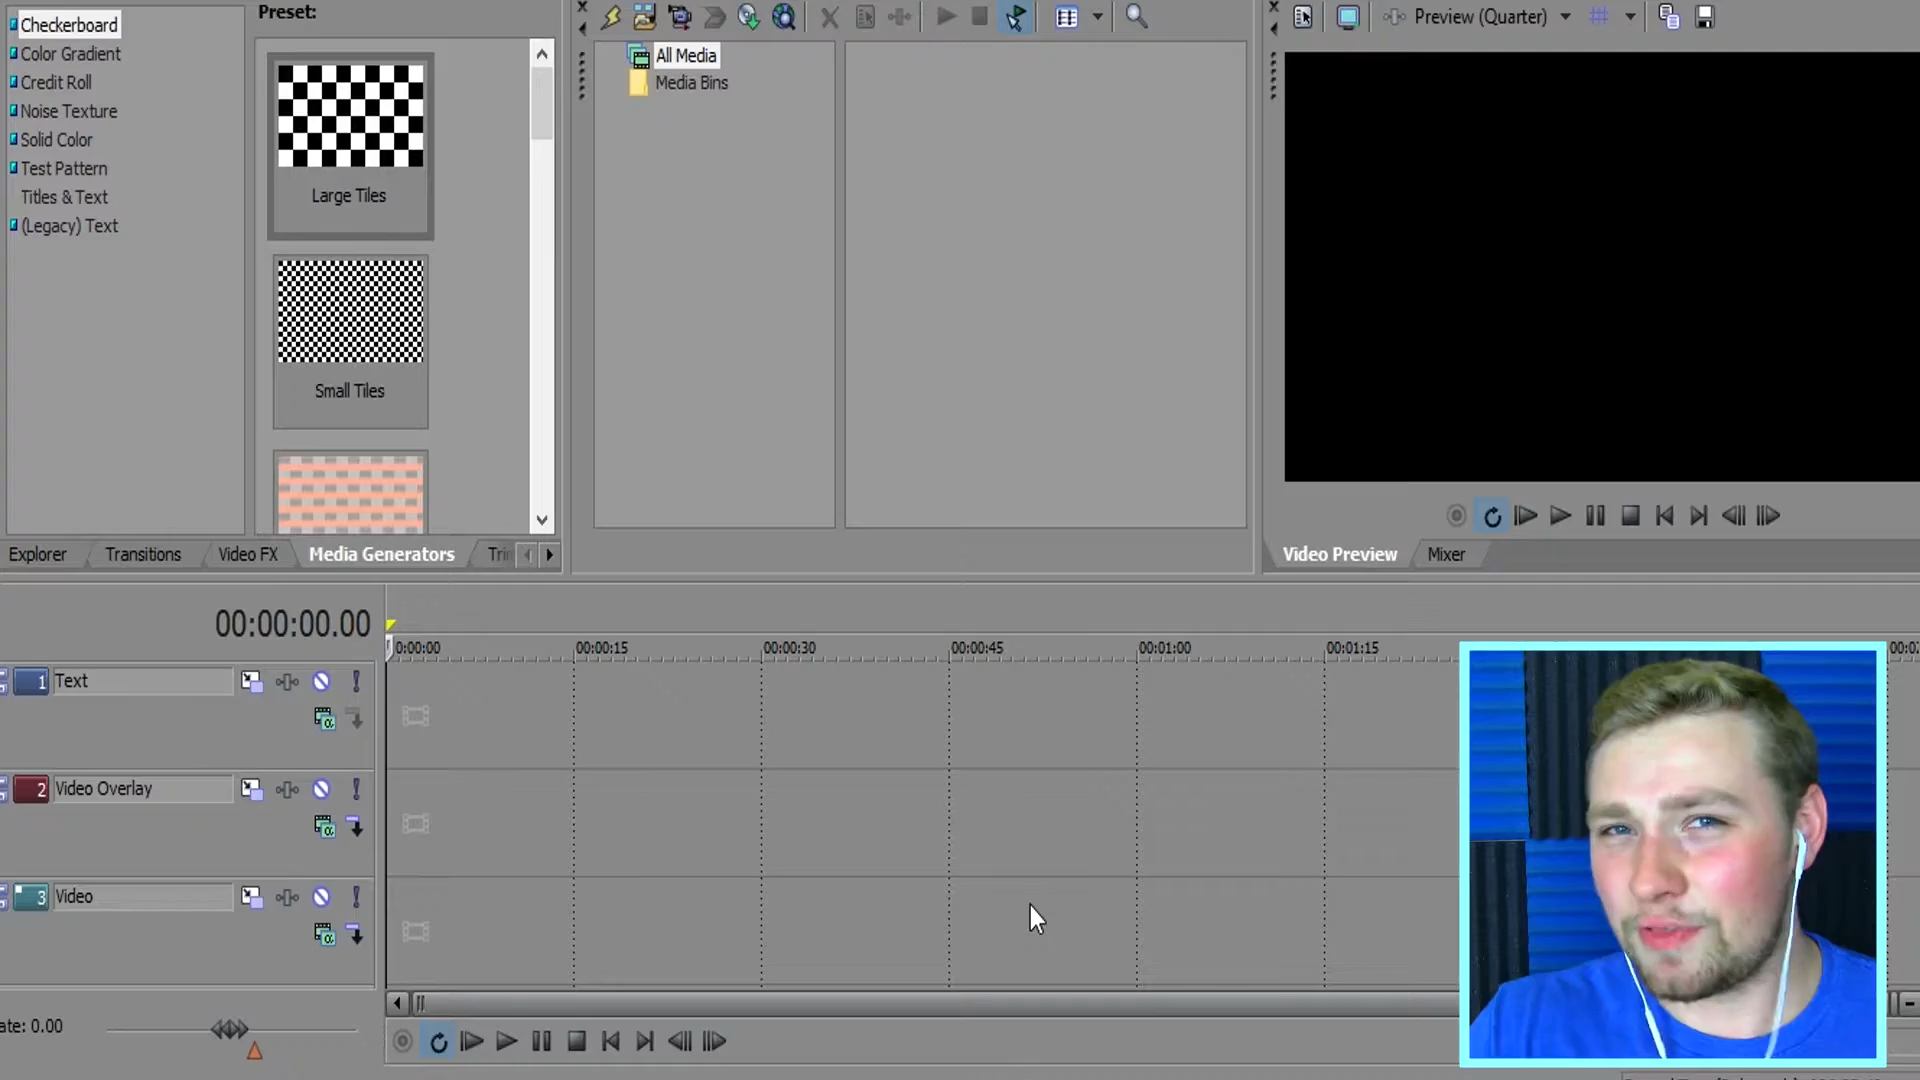 Checkerboard
Color Gradient
Credit Roll
Noise Texture
Solid Color
Test Pattern
Titles & Text
(Legacy) Text
Preset:
Large Tiles
Small Tiles
All Media
Media Bins
Preview (Quarter)
Explorer
Transitions
Video FX
Media Generators
Video Preview
Mixer
00:00:00.00
0:00:00
00:00:15
00:00:30
00:00:45
00:01:00
00:01:15
00:0
1
Text
2
Video Overlay
3
Video
ate: 0.00